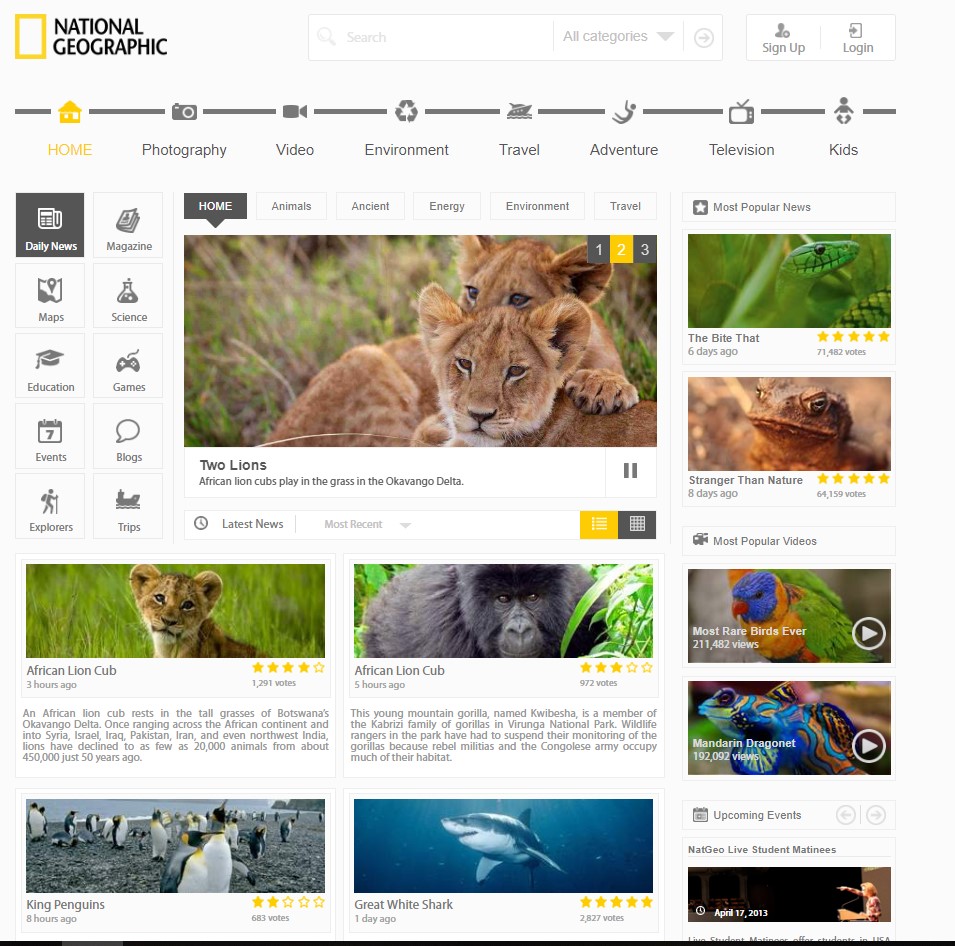 NATIONAL
GEOGRAPHIC
Search
All categories
Sign Up
Login
HOME
Photography
Video
Environment
Travel
Adventure
Television
Kids
Daily News
Magazine
Maps
Science
Education
Games
7
Events
Blogs
Explorers
Trips
HOME
Animals
Ancient
Energy
Environment
Travel
1 2 3
Two Lions
African lion cubs play in the grass in the Okavango Delta.
Latest News
Most Recent
African Lion Cub
3 hours ago
1,291 votes
An African lion cub rests in the tall grasses of Botswana's
Okavango Delta. Once ranging across the African continent and
into Syria, Israel, Iraq, Pakistan, Iran, and even northwest India,
lions have declined to as few as 20,000 animals from about
450,000 just 50 years ago.
African Lion Cub
5 hours ago
972 votes
This young mountain gorilla, named Kwibesha, is a member of
the Kabirizi family of gorillas in Virunga National Park. Wildlife
rangers in the park have had to suspend their monitoring of the
gorillas because rebel militias and the Congolese army occupy
much of their habitat.
King Penguins
8 hours ago
683 votes
Great White Shark
1 day ago
2,827 votes
Most Popular News
The Bite That
6 days ago
71,482 votes
Stranger Than Nature
8 days ago
64,159 votes
Most Popular Videos
Most Rare Birds Ever
211,482 views
Mandarin Dragonet
192,092 views
Upcoming Events
NatGeo Live Student Matinees
April 17, 2013
Live Student Matinees offer students in USA